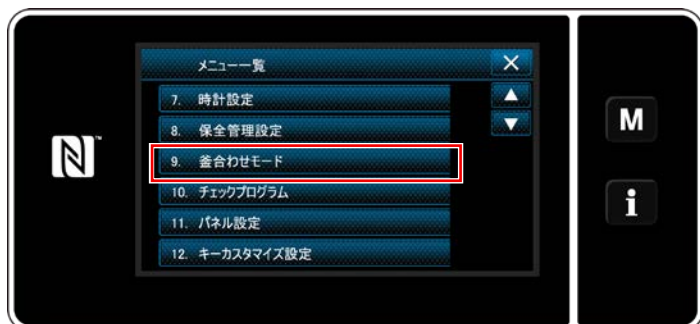 メニュー一覧
7. 時計設定
8. 保全管理設定
9. 釜合わせモード
10. チェックプログラム
11. パネル設定
12. キーカスタマイズ設定
M
i